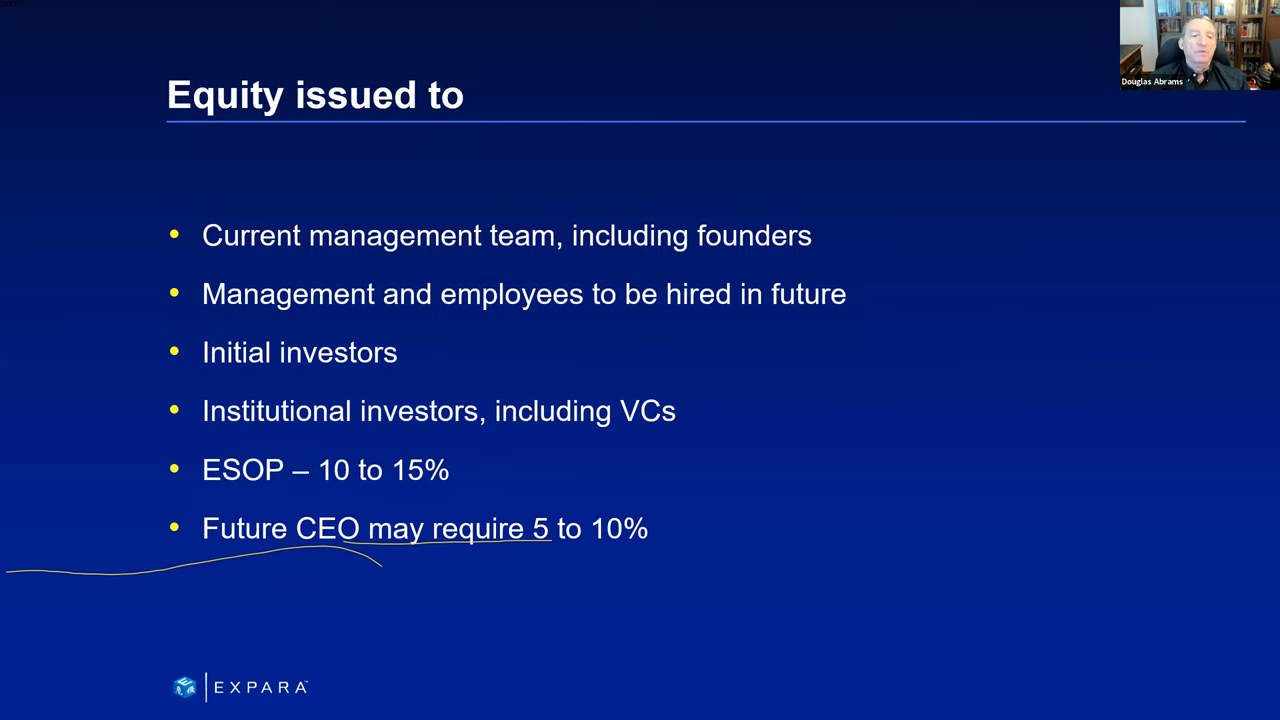 Equity issued to
Douglas Abrams
• Current management team, including founders
• Management and employees to be hired in future
• Initial investors
• Institutional investors, including VCs
• ESOP – 10 to 15%
• Future CEO may require 5 to 10%
EXPARA™